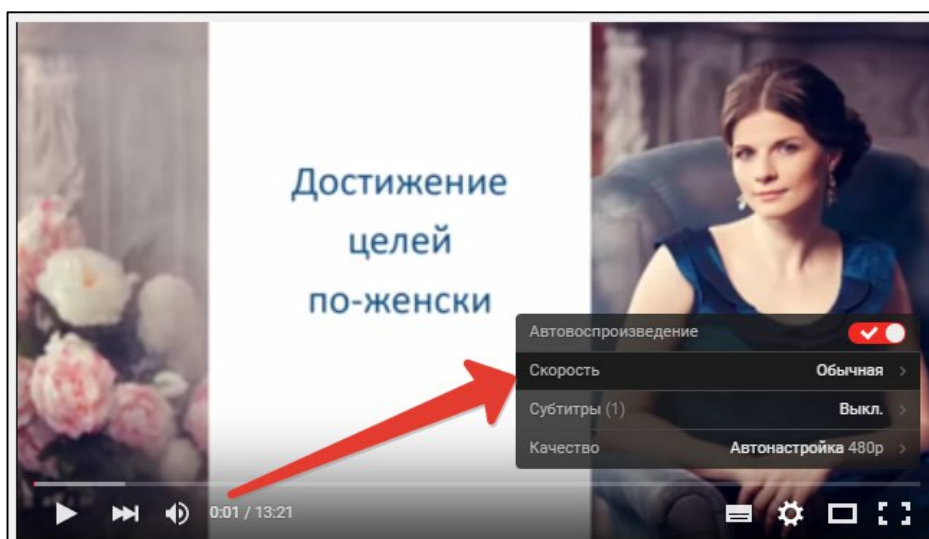 Достижение
целей
по-женски
Автовоспроизведение
Скорость Обычная
Субтитры (1) Выкл.
Качество Автонастройка 480p
0:01 / 13:21